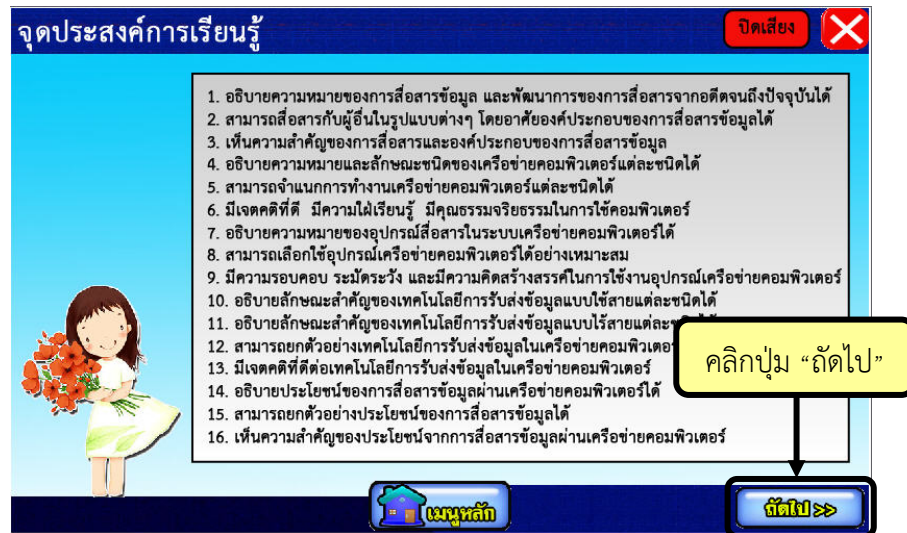 จุดประสงค์การเรียนรู้
ปิดเสียง
1. อธิบายความหมายของการสื่อสารข้อมูล และพัฒนาการของการสื่อสารจากอดีตจนถึงปัจจุบันได้
2. สามารถสื่อสารกับผู้อื่นในรูปแบบต่างๆ โดยอาศัยองค์ประกอบของการสื่อสารข้อมูลได้
3. เห็นความสำคัญของการสื่อสารและองค์ประกอบของการสื่อสารข้อมูล
4. อธิบายความหมายและลักษณะชนิดของเครือข่ายคอมพิวเตอร์แต่ละชนิดได้
5. สามารถจำแนกการทำงานเครือข่ายคอมพิวเตอร์แต่ละชนิดได้
6. มีเจตคติที่ดี มีความใฝ่เรียนรู้ มีคุณธรรมจริยธรรมในการใช้คอมพิวเตอร์
7. อธิบายความหมายของอุปกรณ์สื่อสารในระบบเครือข่ายคอมพิวเตอร์ได้
8. สามารถเลือกใช้อุปกรณ์เครือข่ายคอมพิวเตอร์ได้อย่างเหมาะสม
9. มีความรอบคอบ ระมัดระวัง และมีความคิดสร้างสรรค์ในการใช้งานอุปกรณ์เครือข่ายคอมพิวเตอร์
10. อธิบายลักษณะสำคัญของเทคโนโลยีการรับส่งข้อมูลแบบใช้สายแต่ละชนิดได้
11. อธิบายลักษณะสำคัญของเทคโนโลยีการรับส่งข้อมูลแบบไร้สายแต่ละ
12. สามารถยกตัวอย่างเทคโนโลยีการรับส่งข้อมูลในเครือข่ายคอมพิวเตอ
13. มีเจตคติที่ดีต่อเทคโนโลยีการรับส่งข้อมูลในเครือข่ายคอมพิวเตอร์
14. อธิบายประโยชน์ของการสื่อสารข้อมูลผ่านเครือข่ายคอมพิวเตอร์ได้
15. สามารถยกตัวอย่างประโยชน์ของการสื่อสารข้อมูลได้
16. เห็นความสำคัญของประโยชน์จากการสื่อสารข้อมูลผ่านเครือข่ายคอมพิวเตอร์
คลิกปุ่ม “ถัดไป”
เมนูหลัก
ถัดไป >>